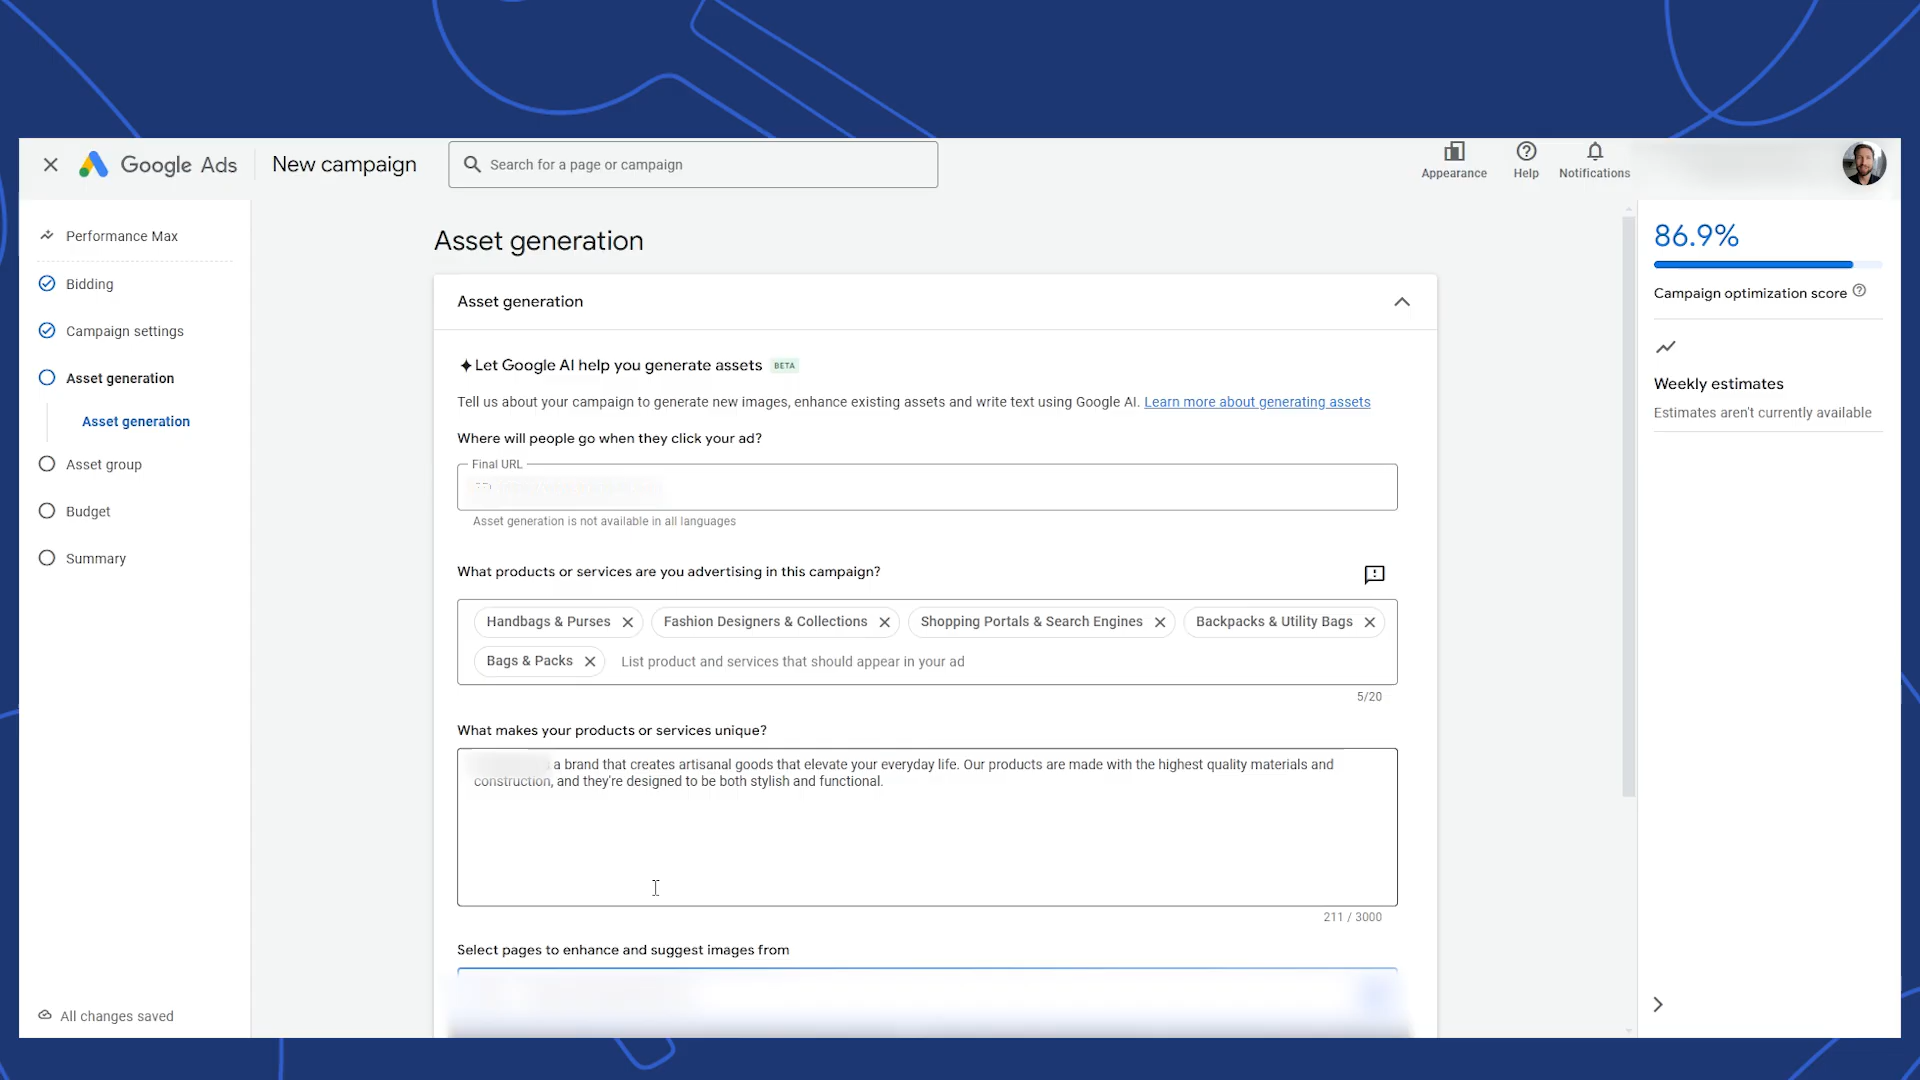 Google Ads
New campaign
Search for a page or campaign
Appearance
Help
Notifications
Performance Max
Bidding
Campaign settings
Asset generation
Asset generation
Asset group
Budget
Summary
All changes saved
Asset generation
Asset generation
Let Google AI help you generate assets BETA
Tell us about your campaign to generate new images, enhance existing assets and write text using Google AI. Learn more about generating assets
Where will people go when they click your ad?
Final URL
Asset generation is not available in all languages
What products or services are you advertising in this campaign?
Handbags & Purses
Fashion Designers & Collections
Shopping Portals & Search Engines
Backpacks & Utility Bags
Bags & Packs
List product and services that should appear in your ad
5/20
What makes your products or services unique?
a brand that creates artisanal goods that elevate your everyday life. Our products are made with the highest quality materials and
construction, and they're designed to be both stylish and functional.
211 / 3000
Select pages to enhance and suggest images from
86.9%
Campaign optimization score
Weekly estimates
Estimates aren't currently available